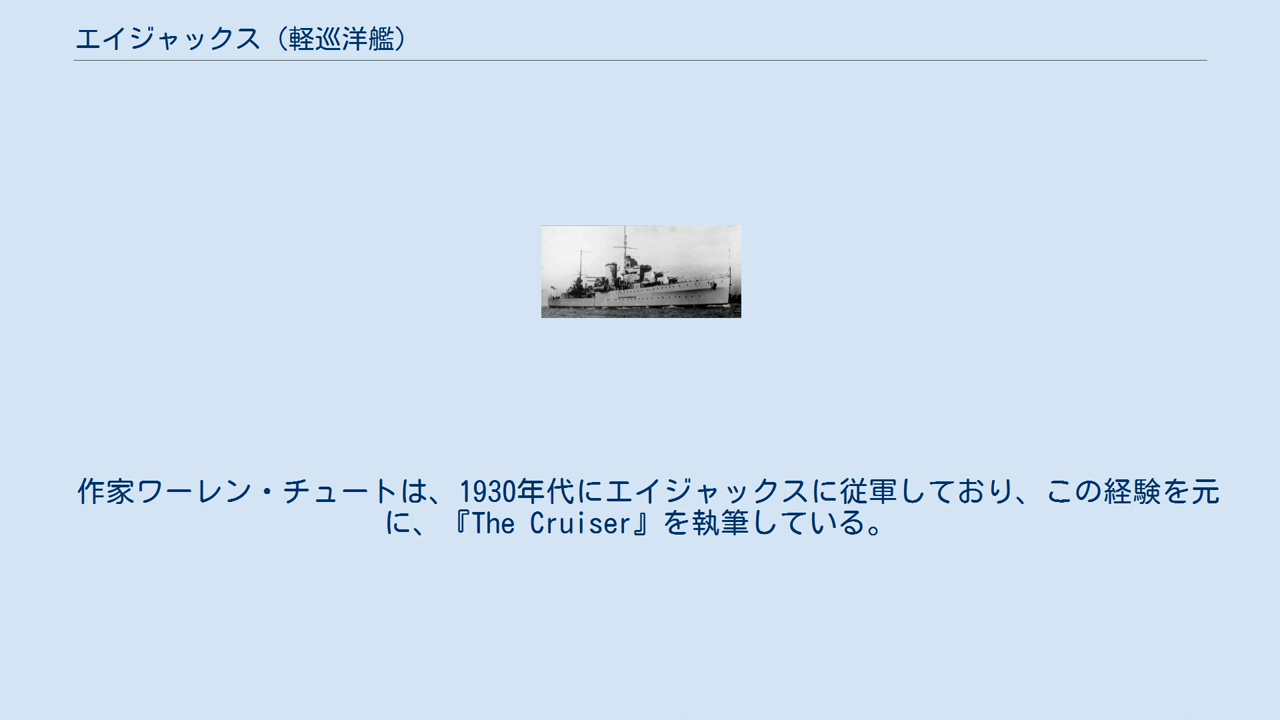 エイジャックス（軽巡洋艦）
作家ワーレン・チュートは、1930年代にエイジャックスに従軍しており、この経験を元
に、『The Cruiser』を執筆している。